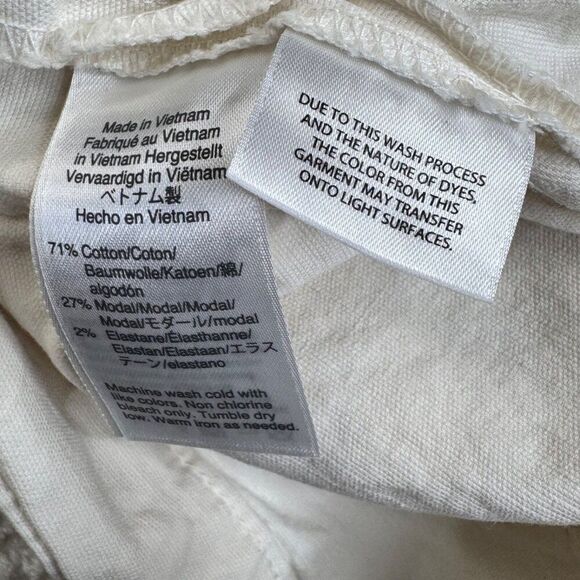 Made in Vietnam
Fabriqué au Vietnam
in Vietnam Hergestellt
Vervaardigd in Viëtnam
ベトナム製
Hecho en Vietnam
71% Cotton/Coton/
Baumwolle/Katoen/綿/
algodón
27% Modal/Modal/Modal/
Modal/モダール/modal
2% Elastane/Élasthanne/
Elastan/Elastaan/エラス
テーン/elastano
Machine wash cold with
like colors. Non chlorine
bleach only. Tumble dry
low. Warm iron as needed.
DUE TO THIS WASH PROCESS
AND THE NATURE OF DYES,
THE COLOR FROM THIS
GARMENT MAY TRANSFER
ONTO LIGHT SURFACES.